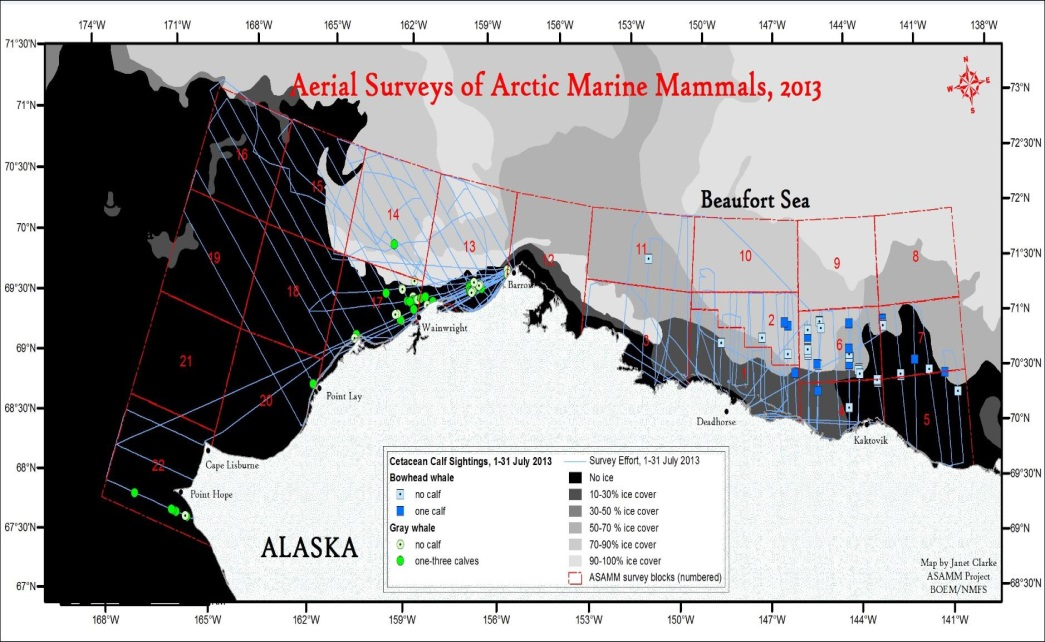 174°W 171°W 168°W 165°W 162°W 159°W 156°W 153°W 150°W 147°W 144°W 141°W 138°W
71°30'N
71°N
70°30'N
70°N
69°30'N
69°N
68°30'N
68°N
67°30'N
67°N
Aerial Surveys of Arctic Marine Mammals, 2013
N
W E
S
Beaufort Sea
16
15
14
13
12
11
10
9
8
19
18
17
2
6
7
21
20
3
1
4
5
22
Barrow
Wainwright
Point Lay
Cape Lisburne
Point Hope
Deadhorse
Kaktovik
ALASKA
Cetacean Calf Sightings, 1-31 July 2013
Bowhead whale
no calf
one calf
Gray whale
no calf
one-three calves
Survey Effort, 1-31 July 2013
No ice
10-30% ice cover
30-50 % ice cover
50-70 % ice cover
70-90% ice cover
90-100% ice cover
ASAMM survey blocks (numbered)
Map by Janet Clarke
ASAMM Project
BOEM/NMFS
73°N
72°30'N
72°N
71°30'N
71°N
70°30'N
70°N
69°30'N
69°N
68°30'N
168°W 165°W 162°W 159°W 156°W 153°W 150°W 147°W 144°W 141°W